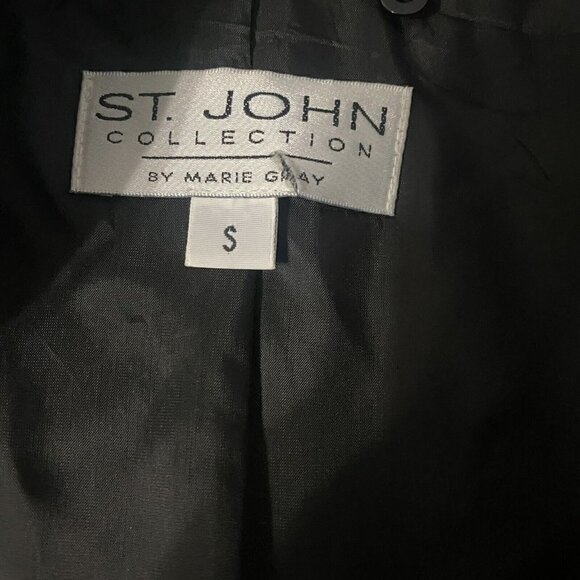 ST. JOHN
COLLECTION
BY MARIE GRAY
S